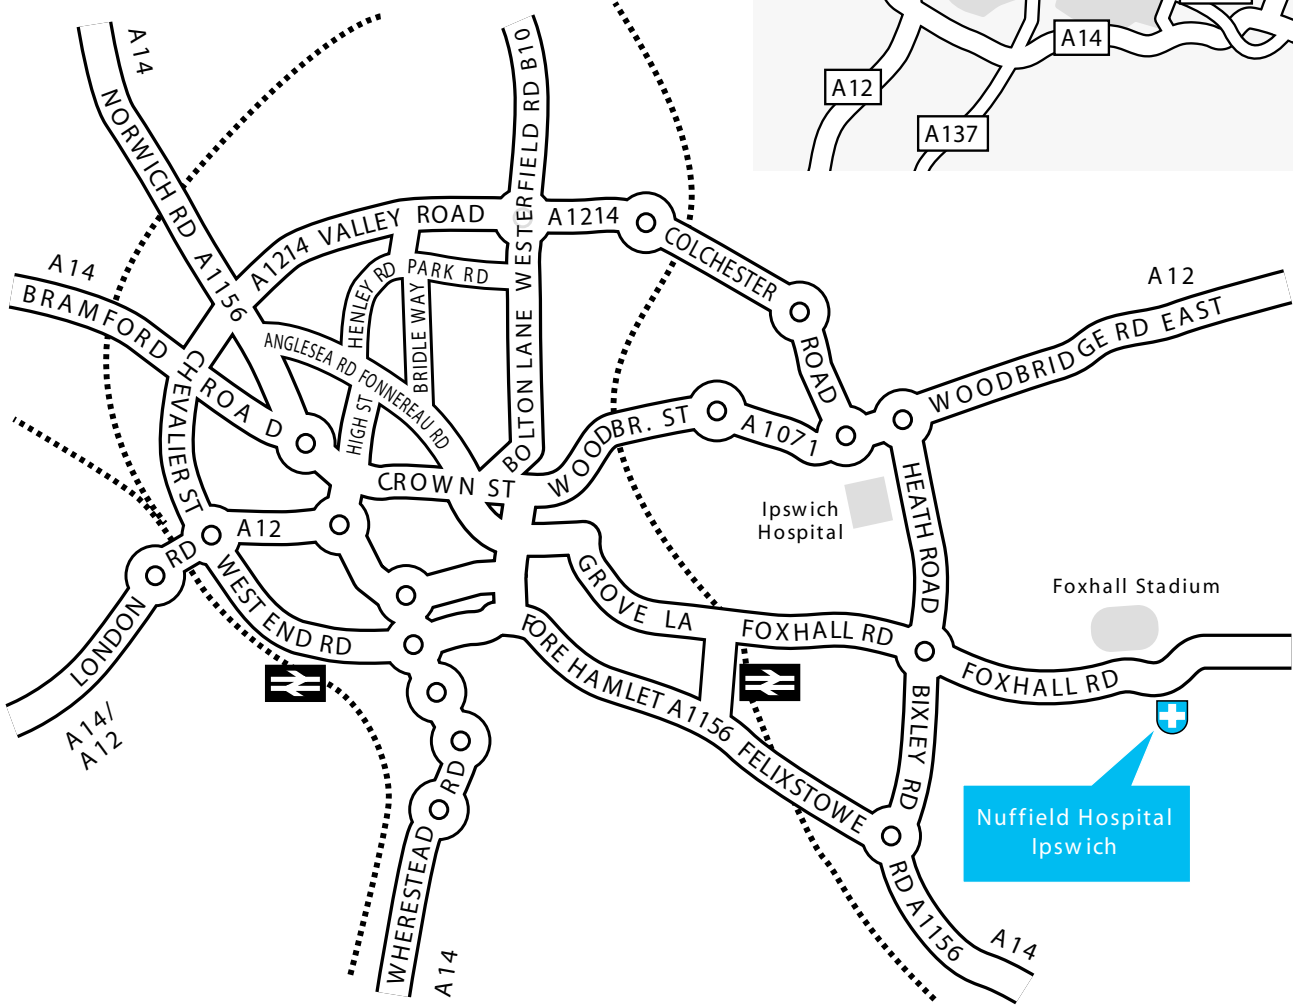 A14
NORWICH RD A1156
WESTERFIELD RD B10
A14
A12
A137
A14
BRAMFORD ROAD
A1214 VALLEY ROAD
A1214
COLCHESTER ROAD
HENLEY RD
PARK RD
BRIDLE WAY
BOLTON LANE
ANGLESEA RD
FONNEREAU RD
HIGH ST
CHEVALIER ST
A12
WOODBRIDGE RD EAST
CROWN ST
WOODBR. ST
A1071
HEATH ROAD
Ipswich
Hospital
A12
LONDON RD
WEST END RD
GROVE LA
FOXHALL RD
Foxhall Stadium
FOXHALL RD
FORE HAMLET A1156
FELIXSTOWE RD A1156
BIXLEY RD
A14/
A12
WHERESTEAD RD
A14
Nuffield Hospital
Ipswich
A14